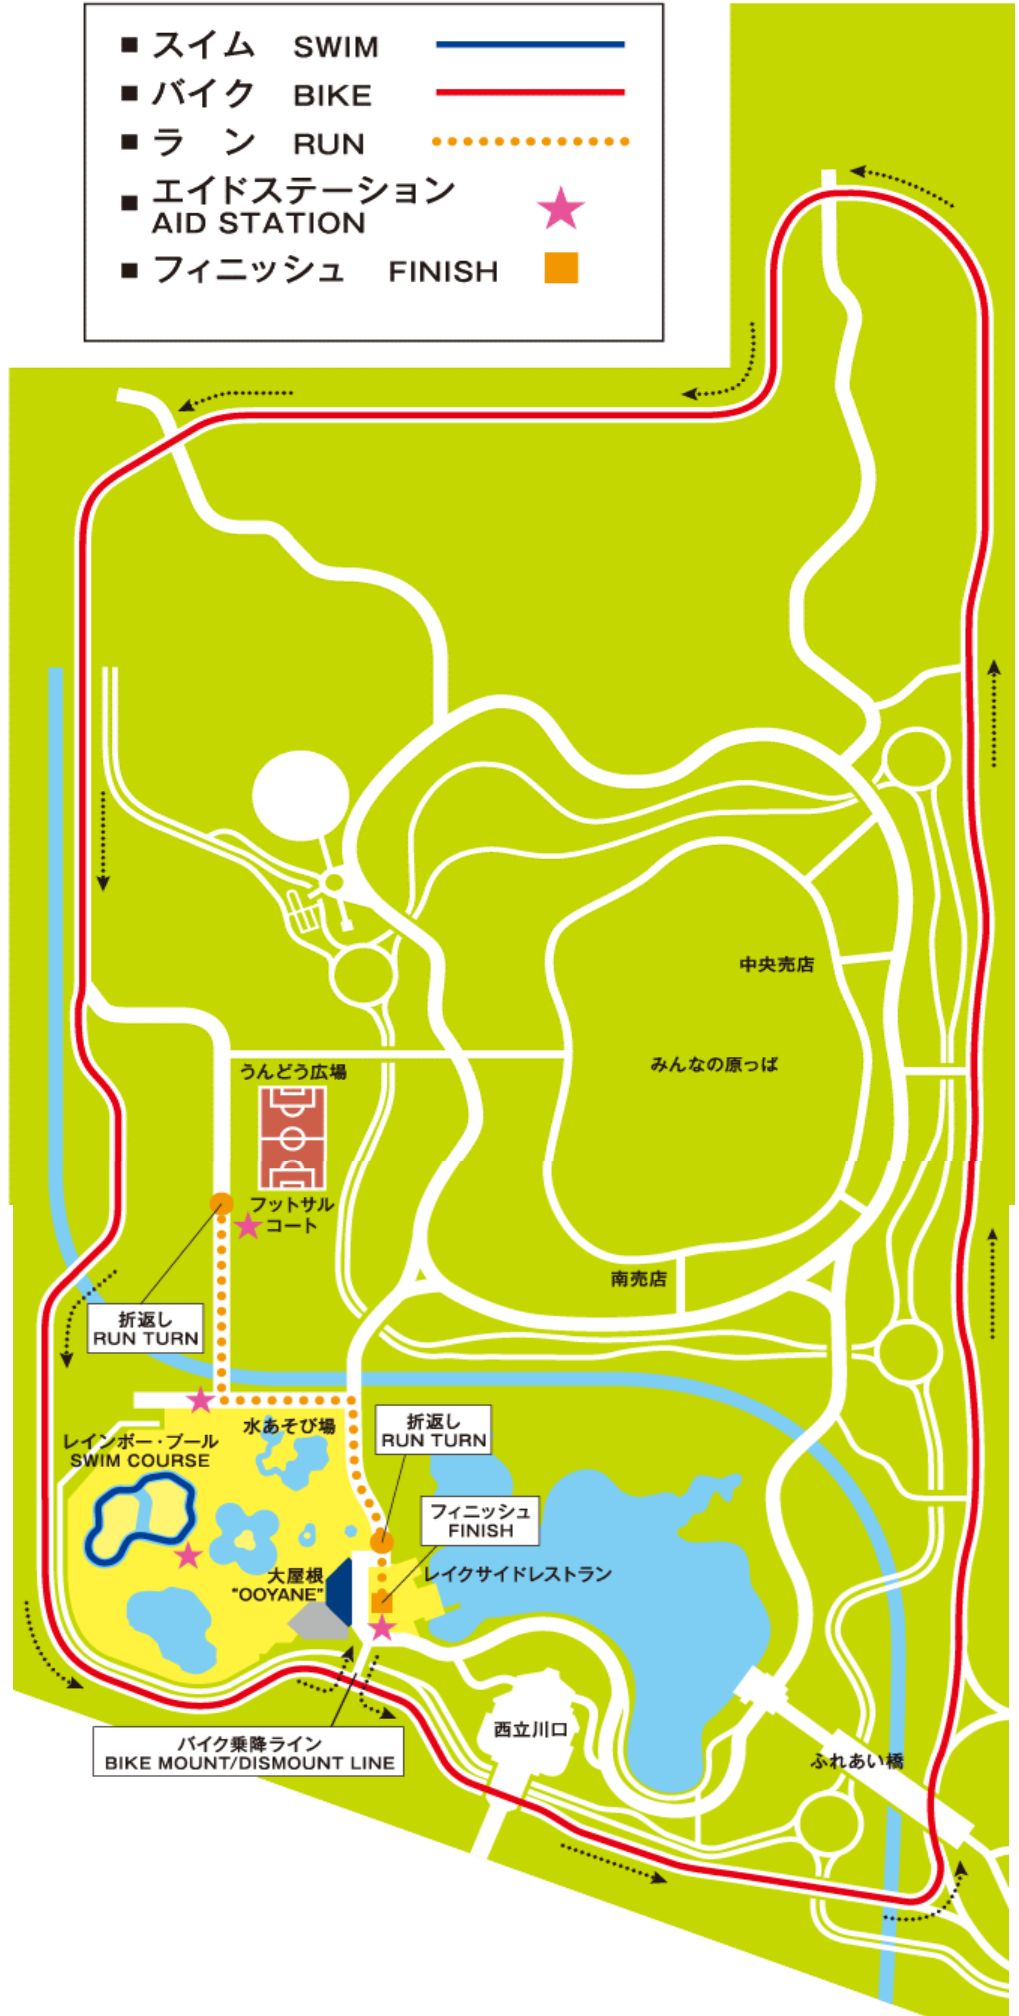 ■ スイム SWIM
■ バイク BIKE
■ ラン RUN
■ エイドステーション
AID STATION
■ フィニッシュ FINISH
中央売店
みんなの原っぱ
うんどう広場
フットサル
コート
南売店
折返し
RUN TURN
水あそび場
折返し
RUN TURN
レインボー・プール
SWIM COURSE
フィニッシュ
FINISH
大屋根
"OOYANE"
レイクサイドレストラン
西立川口
バイク乗降ライン
BIKE MOUNT/DISMOUNT LINE
ふれあい橋